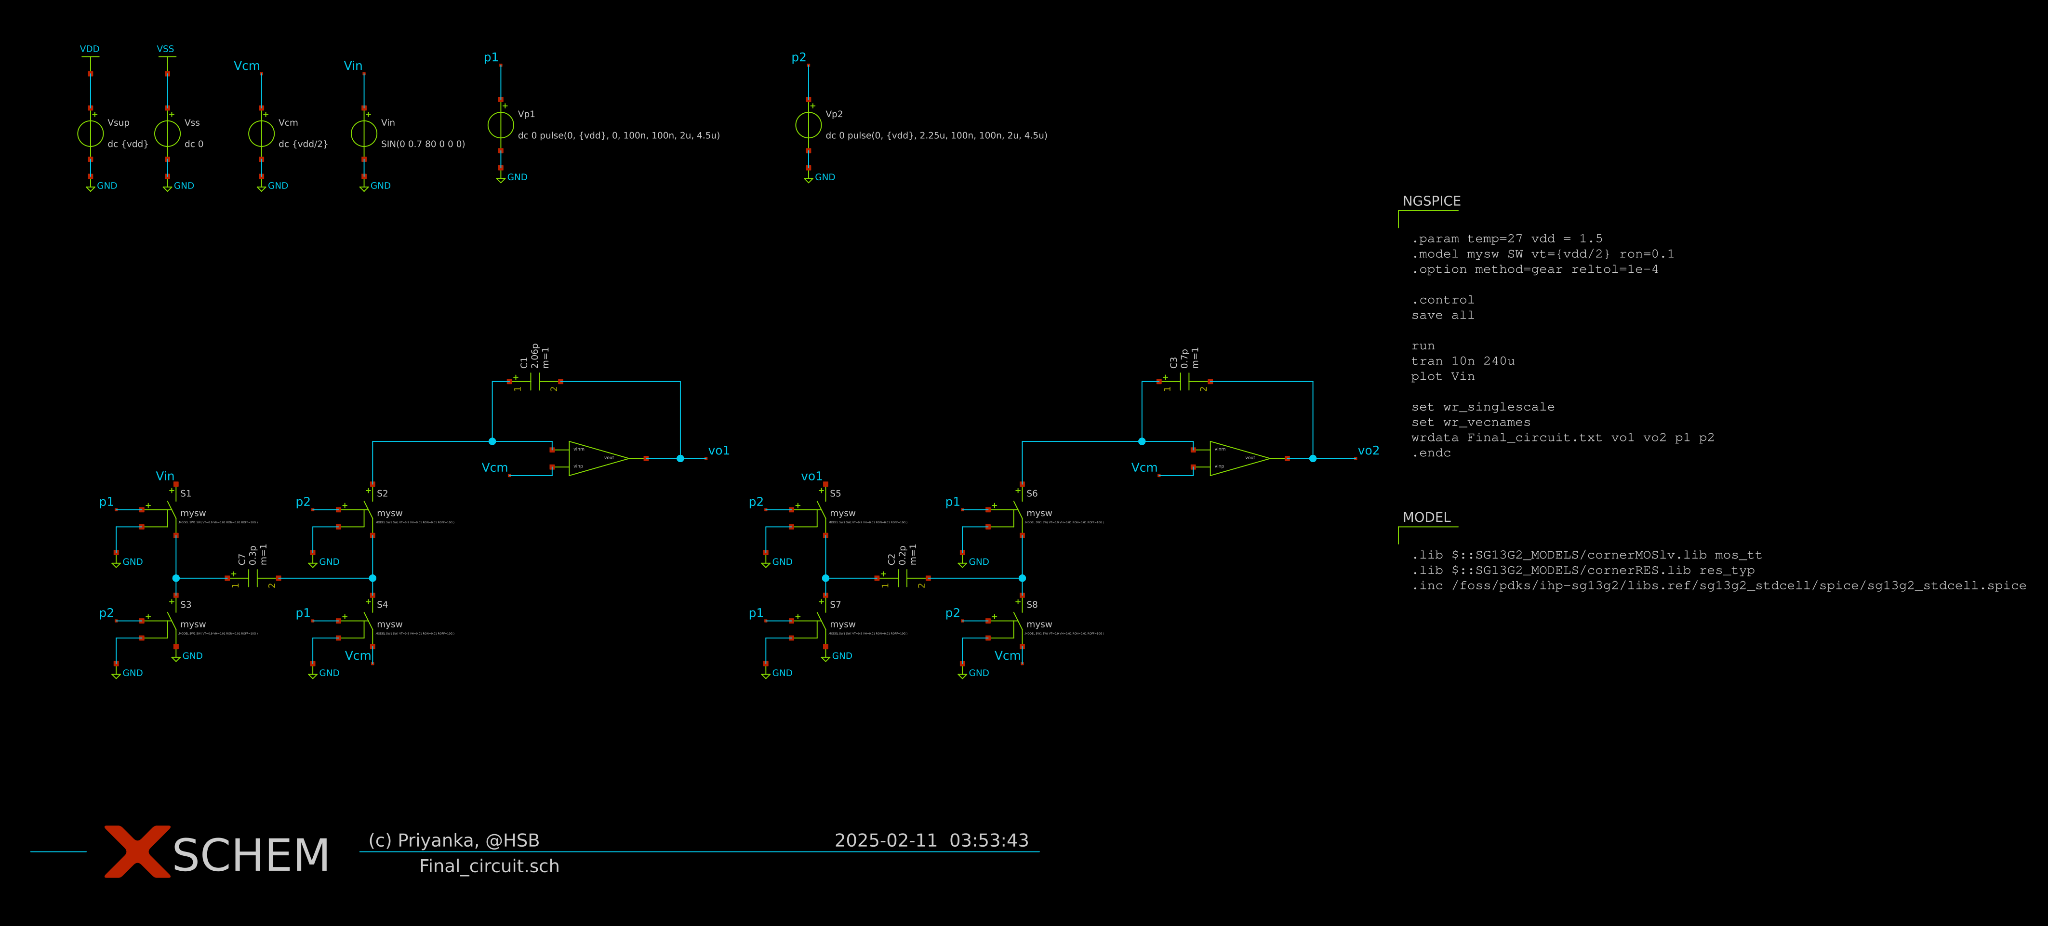 VDD
VSS
Vcm
Vin
p1
p2
Vsup
dc {vdd}
GND
Vss
dc 0
GND
Vcm
dc {vdd/2}
GND
Vin
SIN(0 0.7 80 0 0 0)
GND
Vp1
dc 0 pulse(0, {vdd}, 0, 100n, 100n, 2u, 4.5u)
GND
Vp2
dc 0 pulse(0, {vdd}, 2.25u, 100n, 100n, 2u, 4.5u)
GND
NGSPICE
.param temp=27 vdd = 1.5
.model mysw SW vt={vdd/2} ron=0.1
.option method=gear reltol=1e-4
.control
save all
run
tran 10n 240u
plot Vin
set wr_singlescale
set wr_vecnames
wrdata Final_circuit.txt vo1 vo2 p1 p2
.endc
MODEL
.lib $::SG13G2_MODELS/cornerMOSlv.lib mos_tt
.lib $::SG13G2_MODELS/cornerRES.lib res_typ
.inc /foss/pdks/ihp-sg13g2/libs.ref/sg13g2_stdcell/spice/sg13g2_stdcell.spice
C1
2.06p
m=1
1
2
Vcm
vo1
Vin
p1
S1
mysw
GND
p2
S2
mysw
GND
C7
0.3p
m=1
1
2
p2
S3
mysw
GND
GND
p1
S4
mysw
Vcm
GND
C3
0.7p
m=1
1
2
Vcm
vo2
vo1
p2
S5
mysw
GND
p1
S6
mysw
GND
C2
0.2p
m=1
1
2
p1
S7
mysw
GND
GND
p2
S8
mysw
Vcm
GND
XSCHEM
(c) Priyanka, @HSB
2025-02-11 03:53:43
Final_circuit.sch